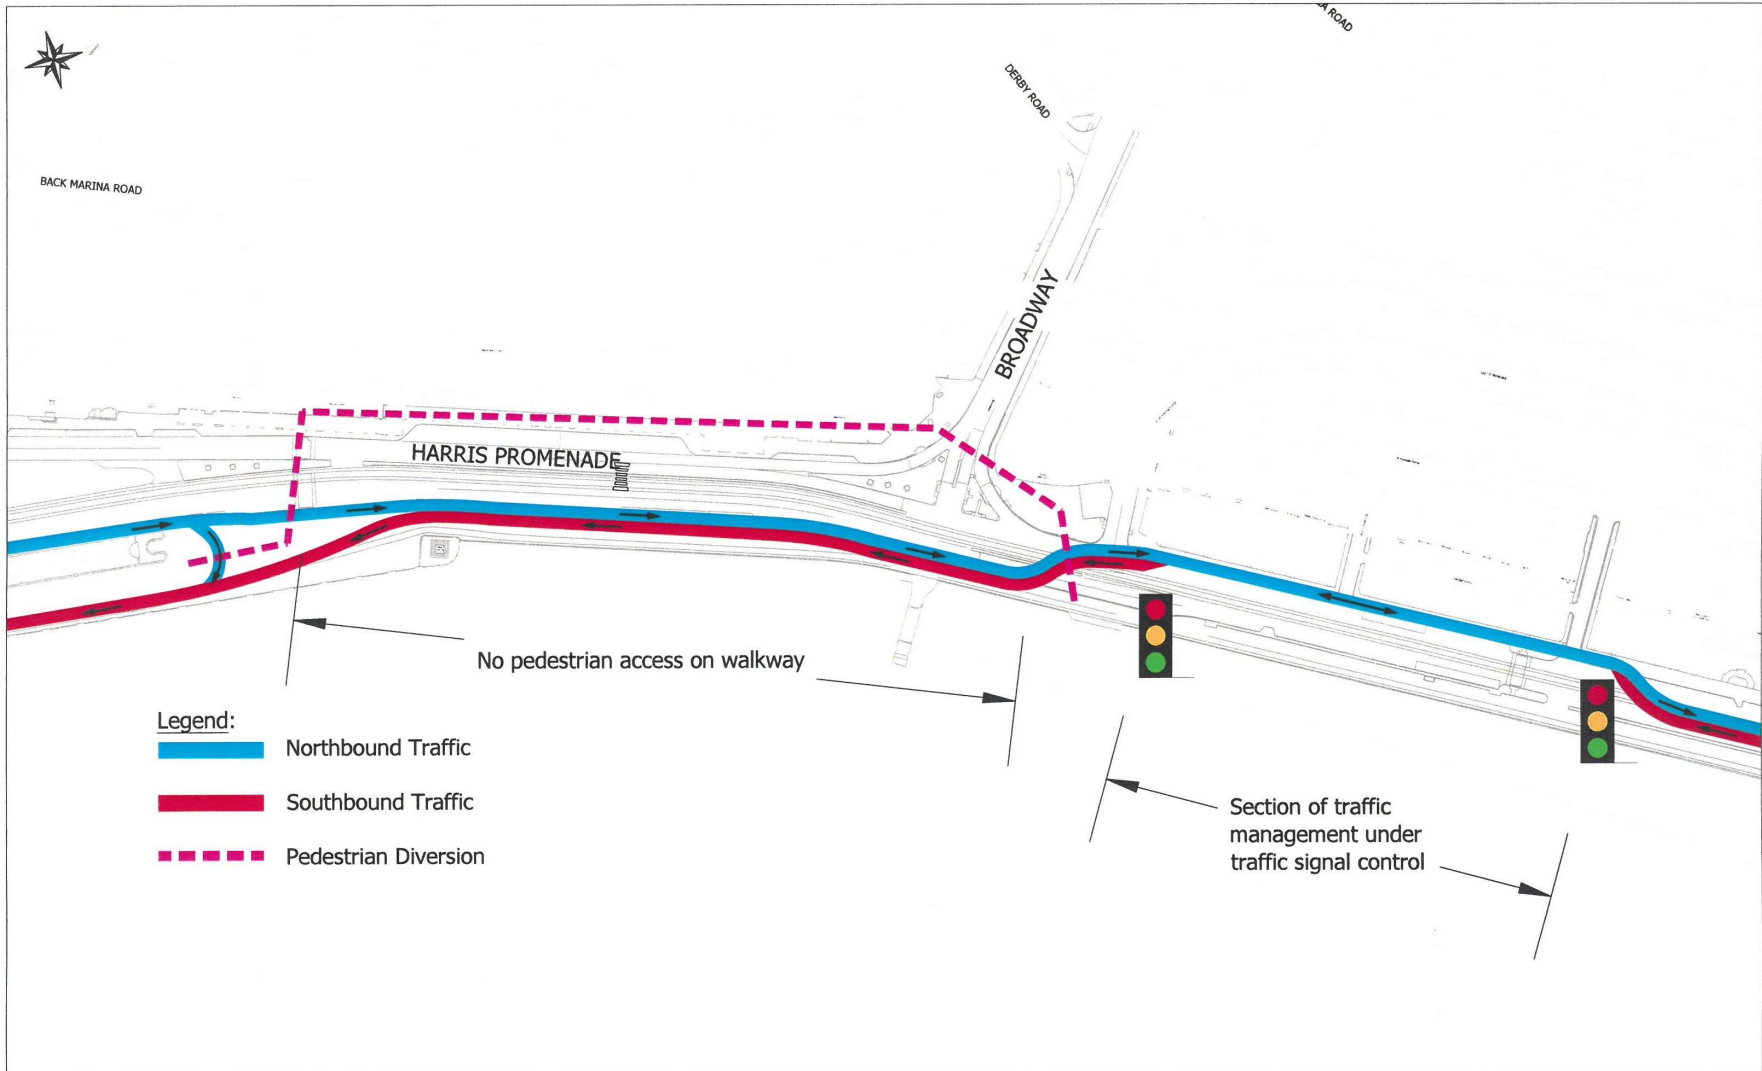 A ROAD
DERBY ROAD
BACK MARINA ROAD
BROADWAY
HARRIS PROMENADE
No pedestrian access on walkway
Legend:
Northbound Traffic
Southbound Traffic
Pedestrian Diversion
Section of traffic
management under
traffic signal control